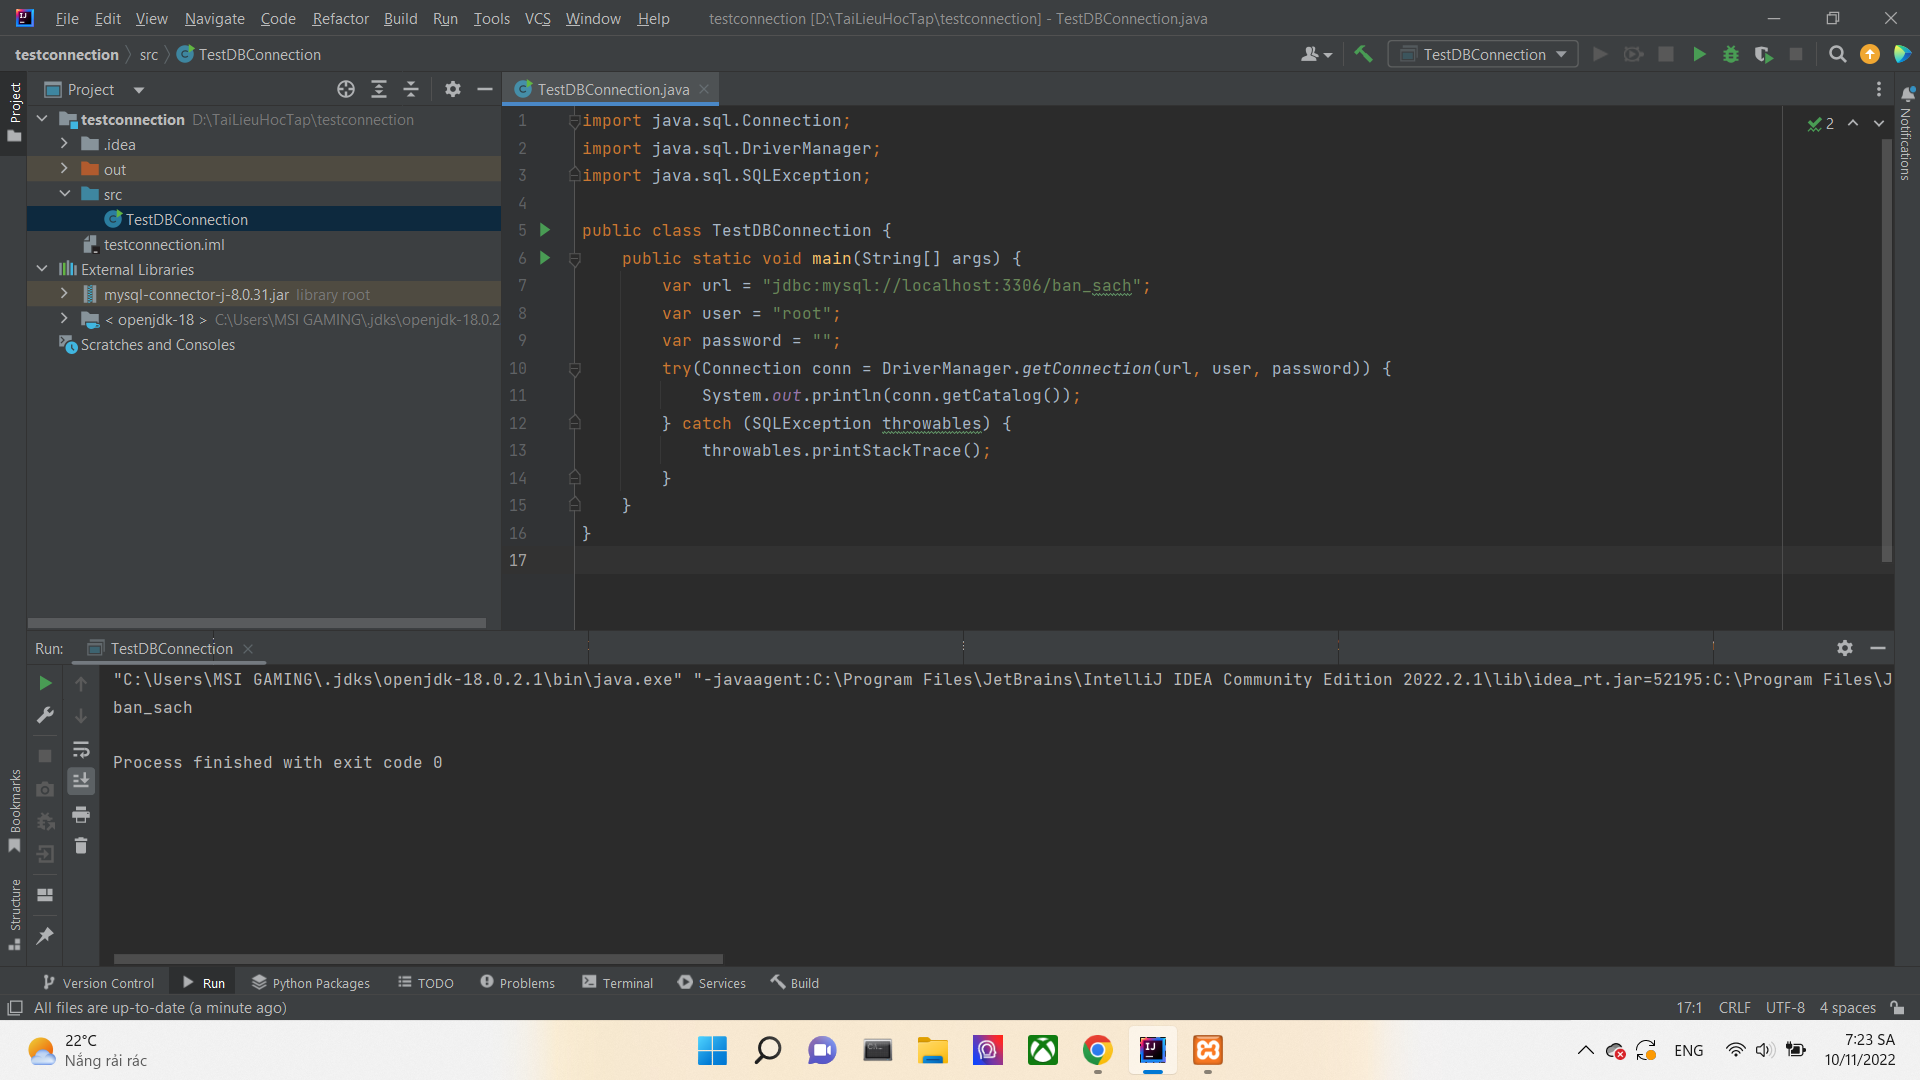 File Edit View Navigate Code Refactor Build Run Tools VCS Window Help testconnection [D:\TaiLieuHocTap\testconnection] - TestDBConnection.java
testconnection src TestDBConnection
TestDBConnection
Project
Project
TestDBConnection.java
Notifications
testconnection D:\TaiLieuHocTap\testconnection
.idea
out
src
TestDBConnection
testconnection.iml
External Libraries
mysql-connector-j-8.0.31.jar library root
< openjdk-18 > C:\Users\MSI GAMING\.jdks\openjdk-18.0.2
Scratches and Consoles
2
1 import java.sql.Connection;
2 import java.sql.DriverManager;
3 import java.sql.SQLException;
4
5 public class TestDBConnection {
6 public static void main(String[] args) {
7 var url = "jdbc:mysql://localhost:3306/ban_sach";
8 var user = "root";
9 var password = "";
10 try(Connection conn = DriverManager.getConnection(url, user, password)) {
11 System.out.println(conn.getCatalog());
12 } catch (SQLException throwables) {
13 throwables.printStackTrace();
14 }
15 }
16 }
17
Run: TestDBConnection
"C:\Users\MSI GAMING\.jdks\openjdk-18.0.2.1\bin\java.exe" "-javaagent:C:\Program Files\JetBrains\IntelliJ IDEA Community Edition 2022.2.1\lib\idea_rt.jar=52195:C:\Program Files\J
ban_sach
Process finished with exit code 0
Bookmarks
Structure
Version Control Run Python Packages TODO Problems Terminal Services Build
All files are up-to-date (a minute ago)
17:1 CRLF UTF-8 4 spaces
22°C
Nắng rải rác
ENG
7:23 SA
10/11/2022